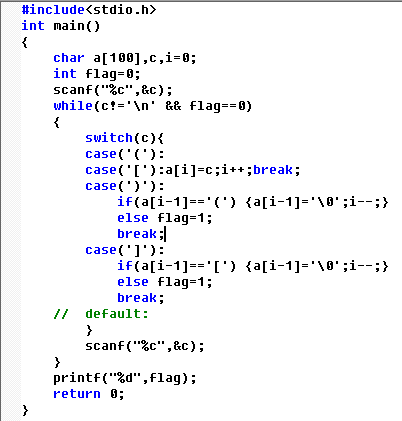 #include<stdio.h>
int main()
{
    char a[100],c,i=0;
    int flag=0;
    scanf("%c",&c);
    while(c!='\n' && flag==0)
    {
        switch(c){
        case('('):
        case('['):a[i]=c;i++;break;
        case(')'):
            if(a[i-1]=='(') {a[i-1]='\0';i--;}
            else flag=1;
            break;
        case(']'):
            if(a[i-1]=='[') {a[i-1]='\0';i--;}
            else flag=1;
            break;
    //  default:
        }
        scanf("%c",&c);
    }
    printf("%d",flag);
    return 0;
}